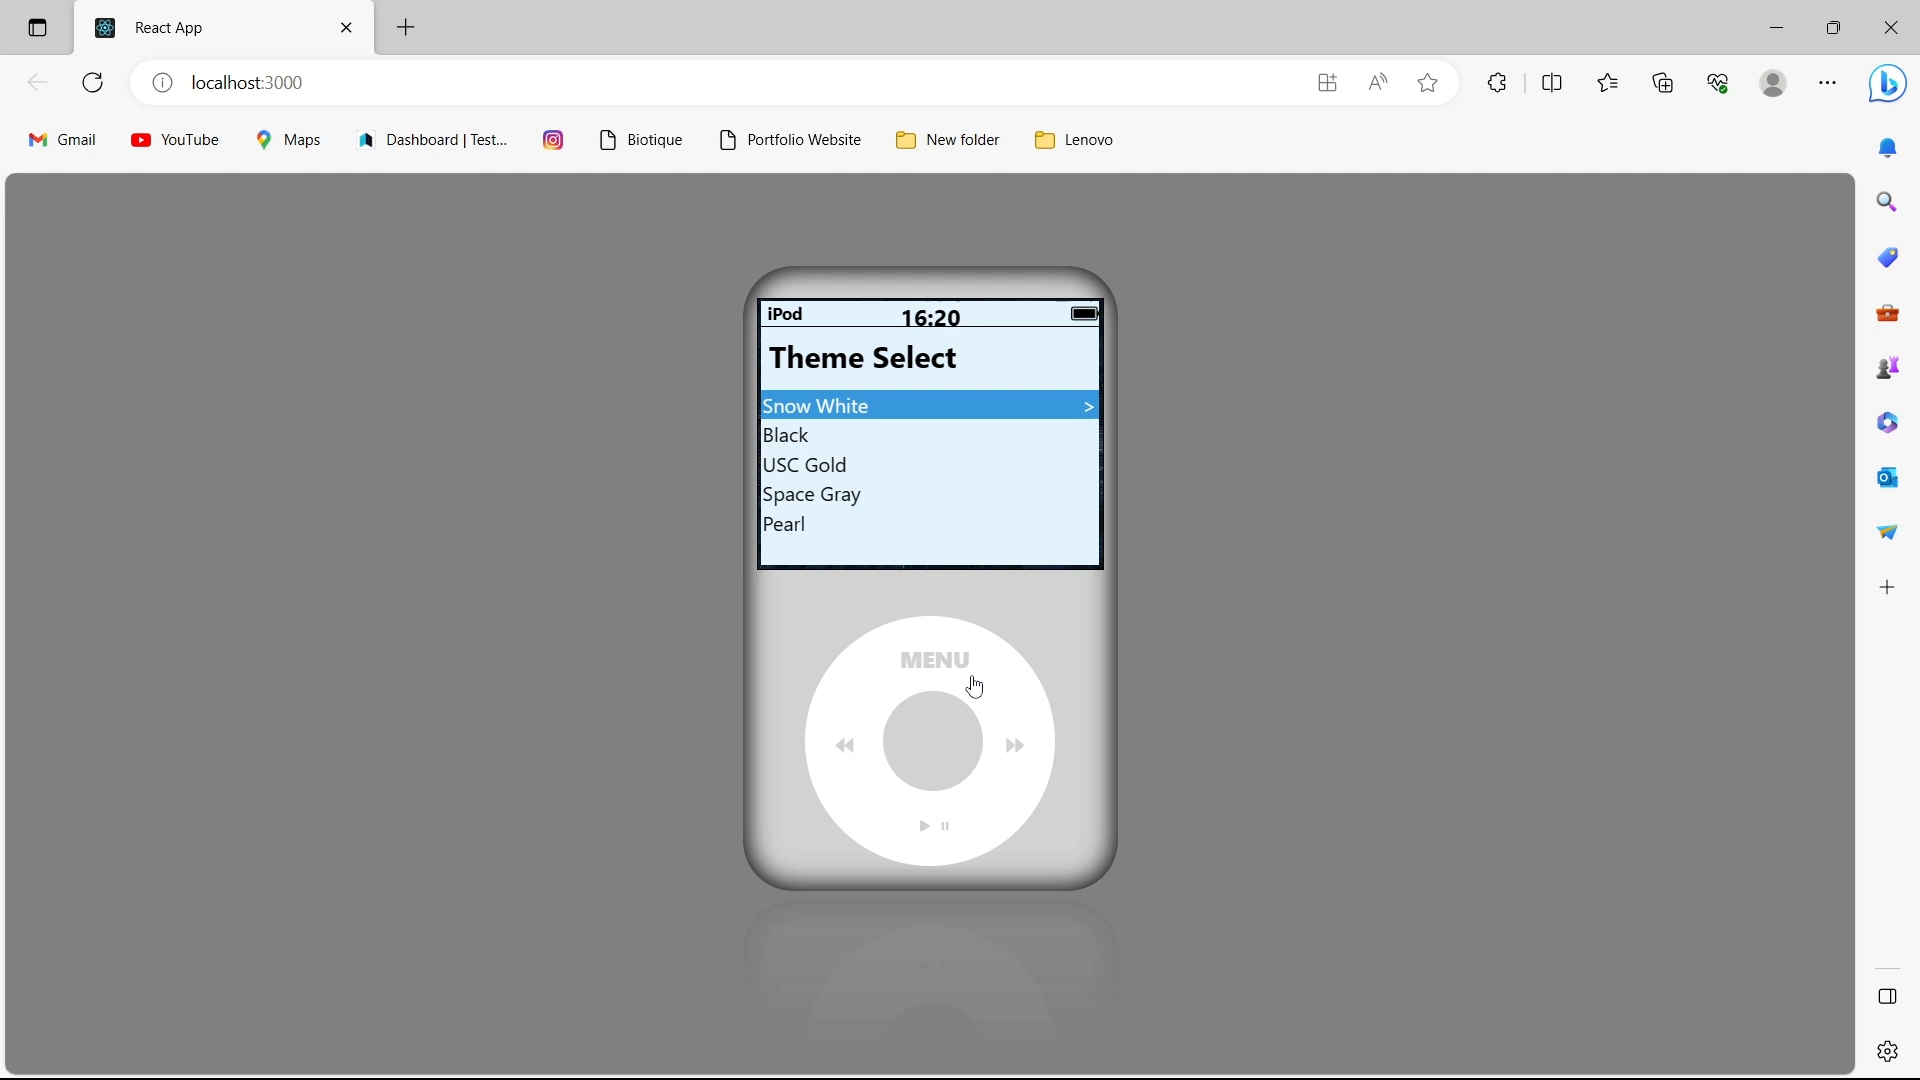 React App
localhost:3000
Gmail
YouTube
Maps
Dashboard | Test...
Biotique
Portfolio Website
New folder
Lenovo
iPod
16:20
Theme Select
Snow White >
Black
USC Gold
Space Gray
Pearl
MENU